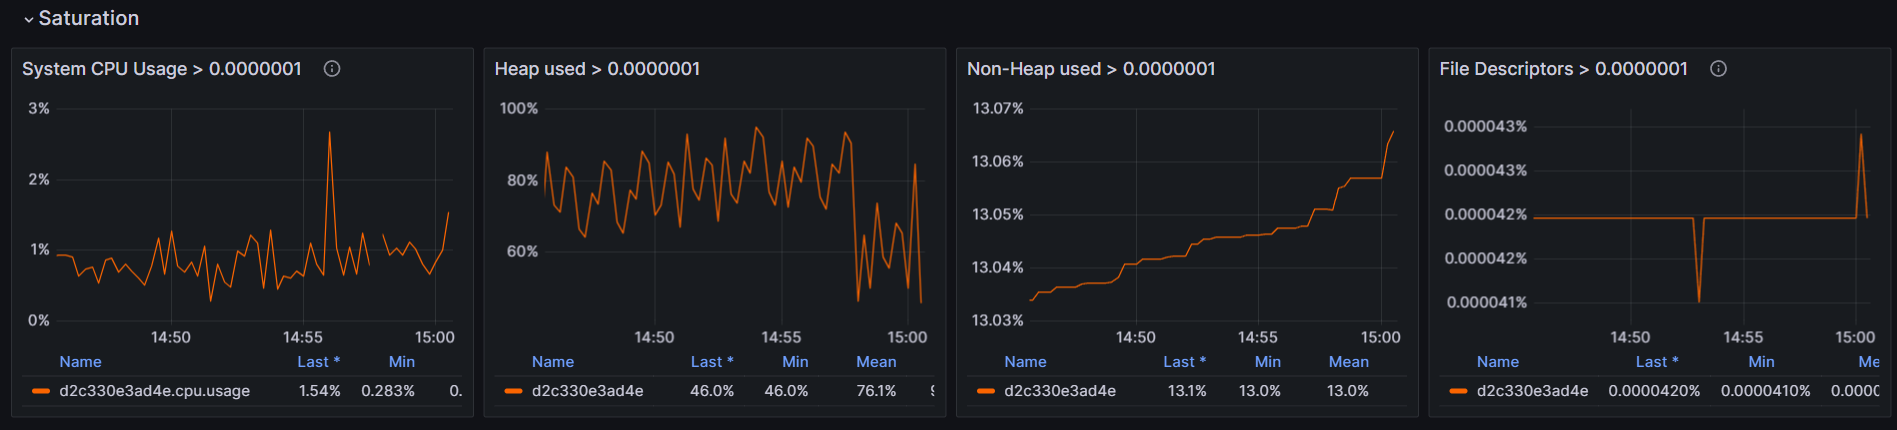 Saturation
System CPU Usage > 0.0000001
3%
2%
1%
0%
14:50 14:55 15:00
Name Last * Min
d2c330e3ad4e.cpu.usage 1.54% 0.283% 0.
Heap used > 0.0000001
100%
80%
60%
14:50 14:55 15:00
Name Last * Min Mean
d2c330e3ad4e 46.0% 46.0% 76.1%
Non-Heap used > 0.0000001
13.07%
13.06%
13.05%
13.04%
13.03%
14:50 14:55 15:00
Name Last * Min Mean
d2c330e3ad4e 13.1% 13.0% 13.0%
File Descriptors > 0.0000001
0.000043%
0.000043%
0.000042%
0.000042%
0.000041%
14:50 14:55 15:00
Name Last * Min Me
d2c330e3ad4e 0.0000420% 0.0000410% 0.000